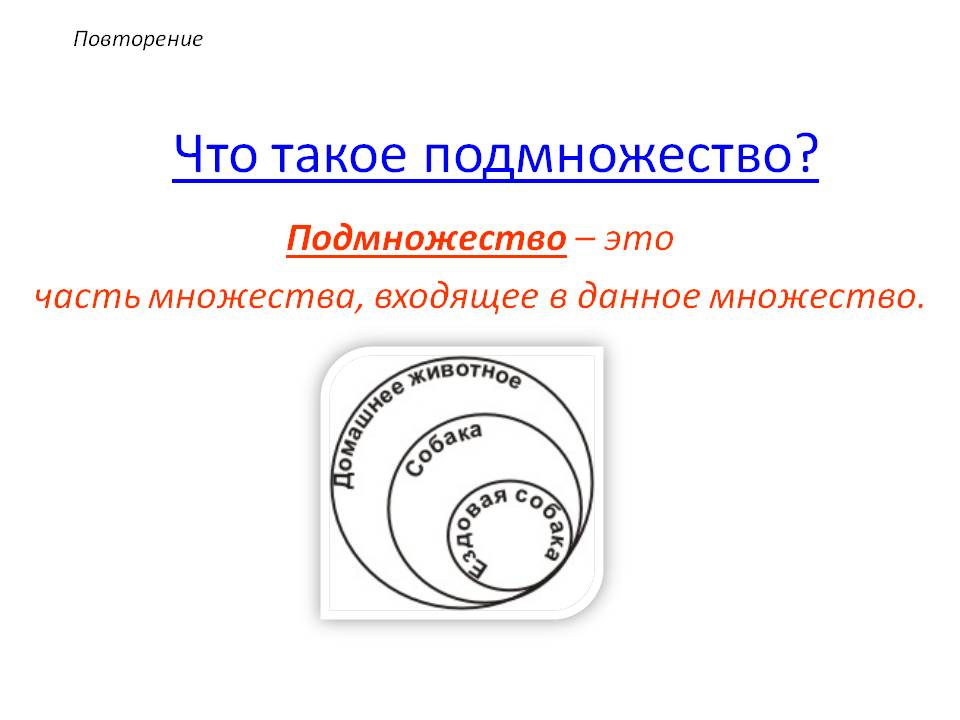 Повторение
Что такое подмножество?
Подмножество – это
часть множества, входящее в данное множество.
Домашнее животное
Собака
Ездовая собака